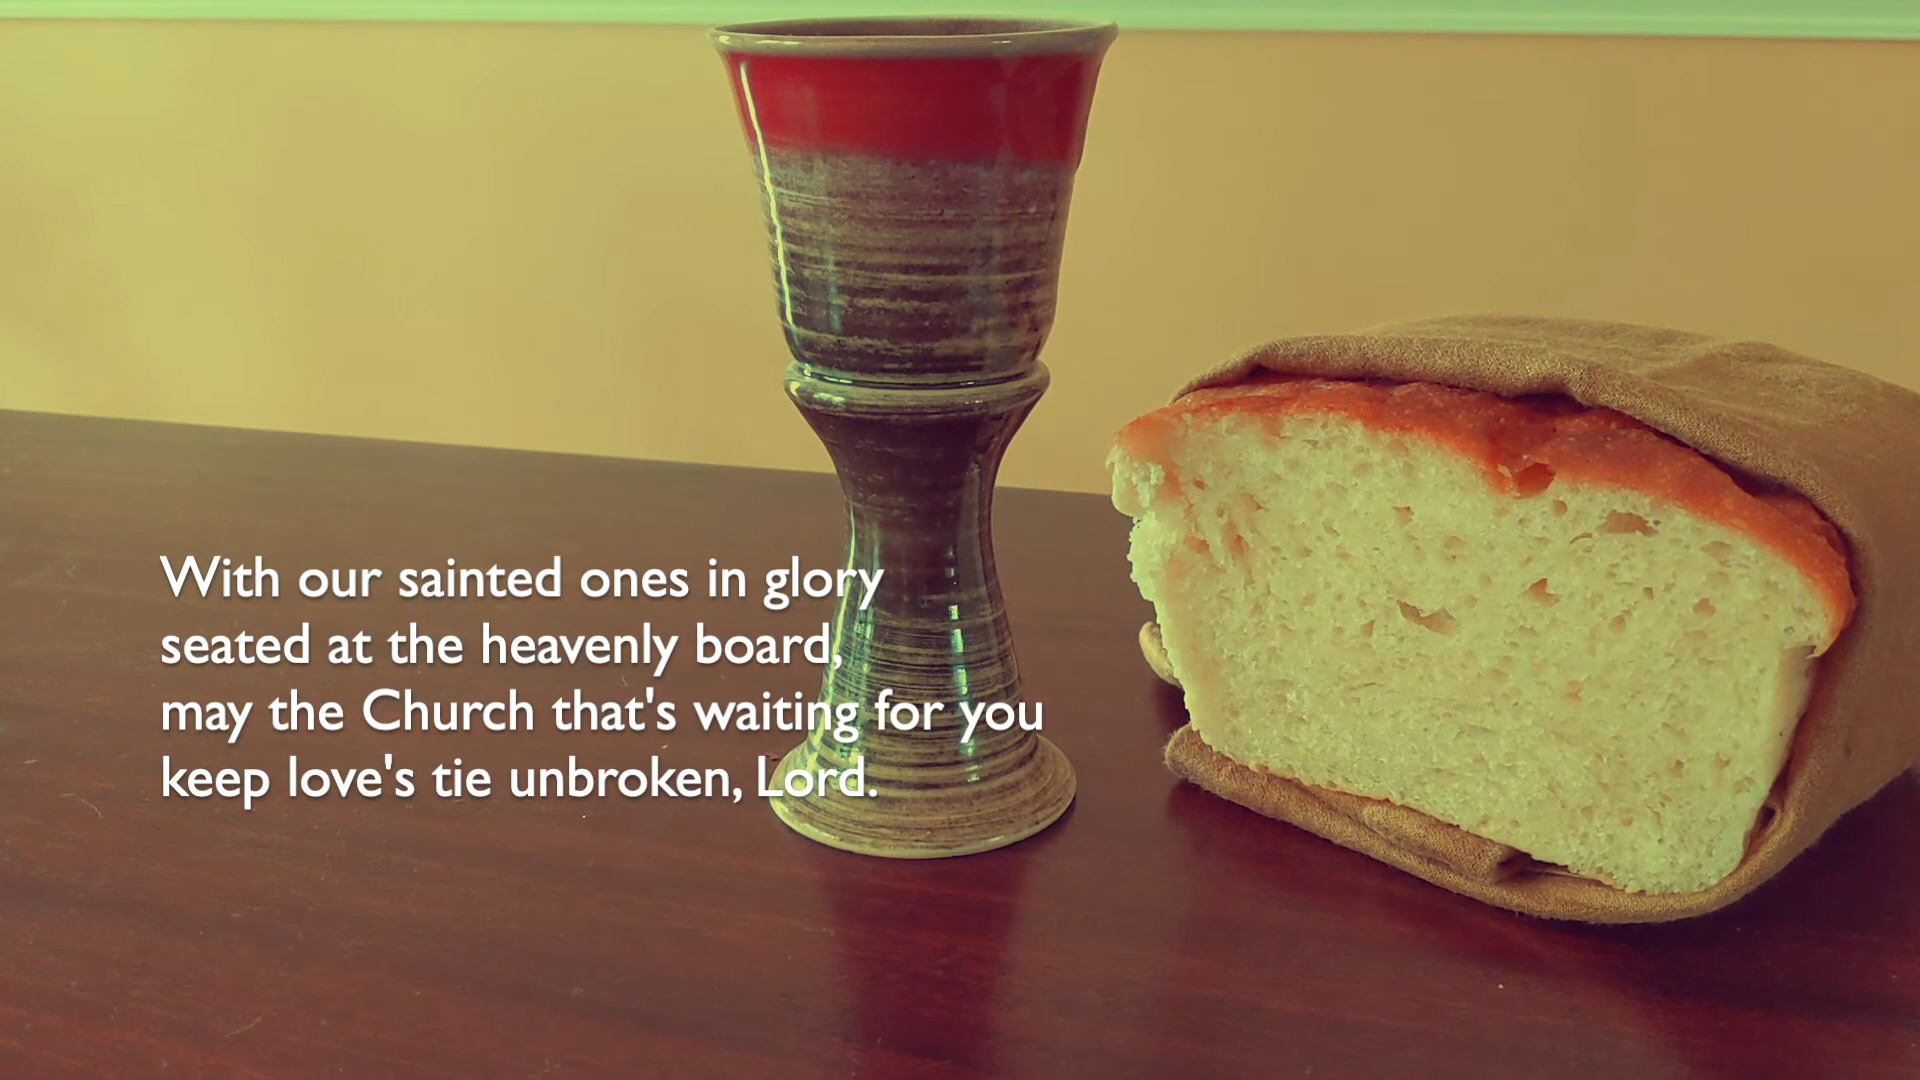 With our sainted ones in glory
seated at the heavenly board,
may the Church that's waiting for you
keep love's tie unbroken, Lord.